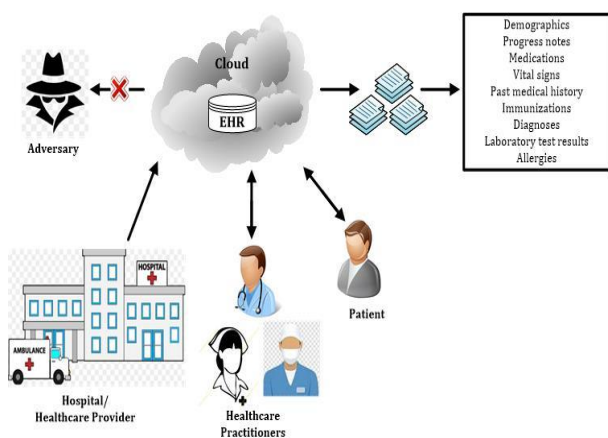 Cloud
EHR
Adversary
Demographics
Progress notes
Medications
Vital signs
Past medical history
Immunizations
Diagnoses
Laboratory test results
Allergies
HOSPITAL
AMBULANCE
Hospital/
Healthcare Provider
Healthcare
Practitioners
Patient